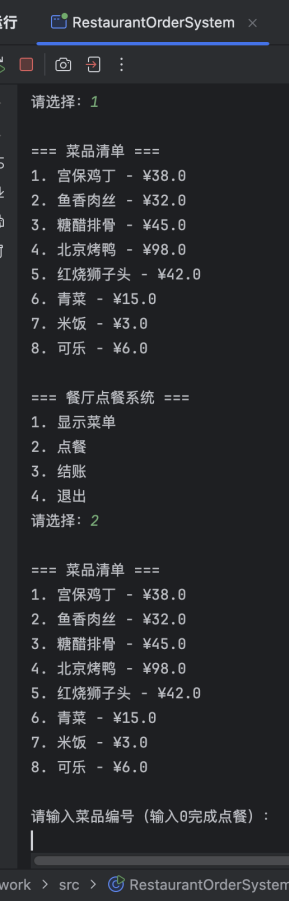 运行
RestaurantOrderSystem
请选择：1
=== 菜品清单 ===
1. 宫保鸡丁 - ¥38.0
2. 鱼香肉丝 - ¥32.0
3. 糖醋排骨 - ¥45.0
4. 北京烤鸭 - ¥98.0
5. 红烧狮子头 - ¥42.0
6. 青菜 - ¥15.0
7. 米饭 - ¥3.0
8. 可乐 - ¥6.0
=== 餐厅点餐系统 ===
1. 显示菜单
2. 点餐
3. 结账
4. 退出
请选择：2
=== 菜品清单 ===
1. 宫保鸡丁 - ¥38.0
2. 鱼香肉丝 - ¥32.0
3. 糖醋排骨 - ¥45.0
4. 北京烤鸭 - ¥98.0
5. 红烧狮子头 - ¥42.0
6. 青菜 - ¥15.0
7. 米饭 - ¥3.0
8. 可乐 - ¥6.0
请输入菜品编号（输入0完成点餐）：
work > src > RestaurantOrderSystem